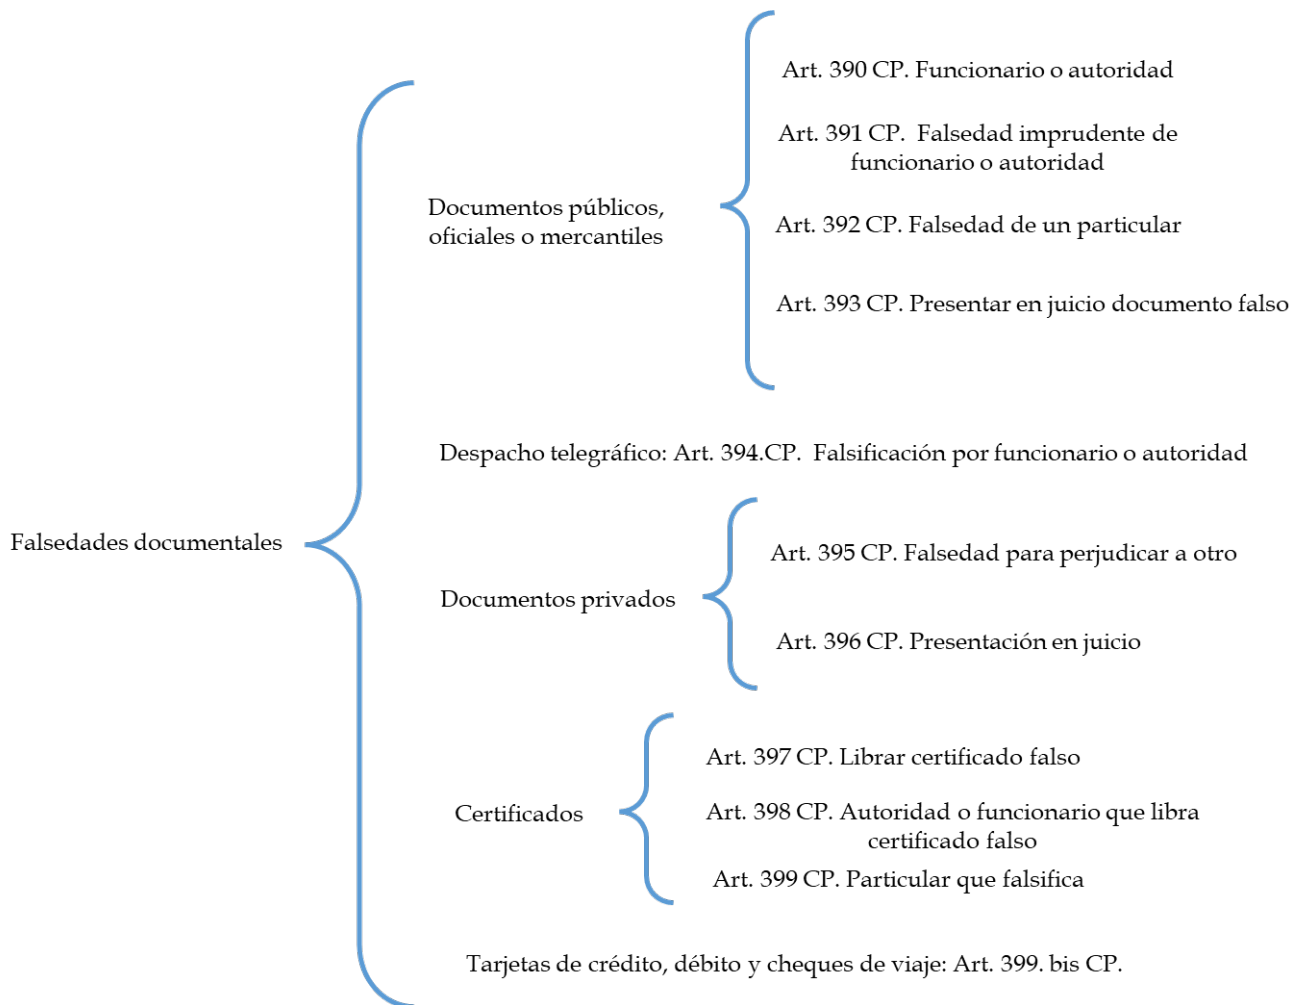 Falsedades documentales
Documentos públicos,
oficiales o mercantiles
Art. 390 CP. Funcionario o autoridad
Art. 391 CP. Falsedad imprudente de
funcionario o autoridad
Art. 392 CP. Falsedad de un particular
Art. 393 CP. Presentar en juicio documento falso
Despacho telegráfico: Art. 394.CP. Falsificación por funcionario o autoridad
Documentos privados
Art. 395 CP. Falsedad para perjudicar a otro
Art. 396 CP. Presentación en juicio
Certificados
Art. 397 CP. Librar certificado falso
Art. 398 CP. Autoridad o funcionario que libra
certificado falso
Art. 399 CP. Particular que falsifica
Tarjetas de crédito, débito y cheques de viaje: Art. 399. bis CP.